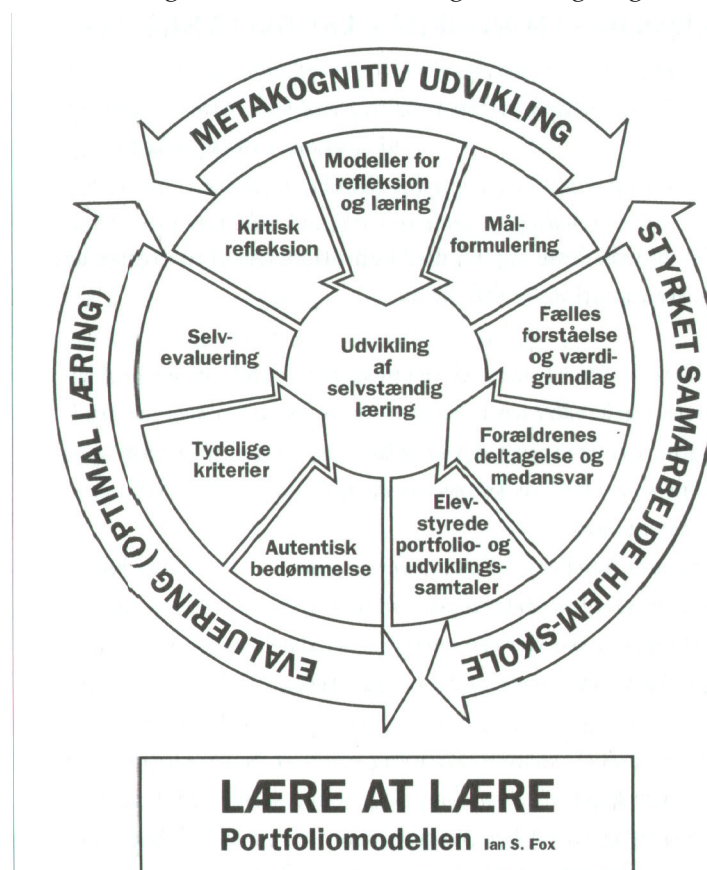 METAKOGNITIV UDVIKLING
Modeller for
refleksion
og læring
Kritisk
refleksion
Mål-
formulering
STYRKET SAMARBEJDE HJEM-SKOLE
Fælles
forståelse
og værdi-
grundlag
Selv-
evaluering
Udvikling
af
selvstændig
læring
EVALUERING (OPTIMAL LÆRING)
Tydelige
kriterier
Forældrenes
deltagelse og
medansvar
Autentisk
bedømmelse
Elev-
styrede
portfolio- og
udviklings-
samtaler
LÆRE AT LÆRE
Portfoliomodellen Ian S. Fox